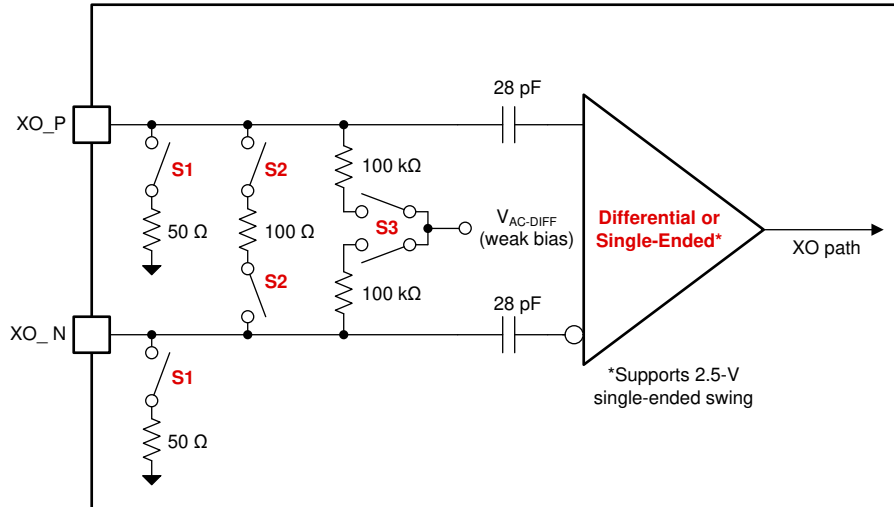 28 pF
XO_P
S1
S2
100 kΩ
50 Ω
100 Ω
S3
V_AC-DIFF
(weak bias)
Differential or
Single-Ended*
XO path
S2
100 kΩ
28 pF
XO_ N
S1
*Supports 2.5-V
single-ended swing
50 Ω